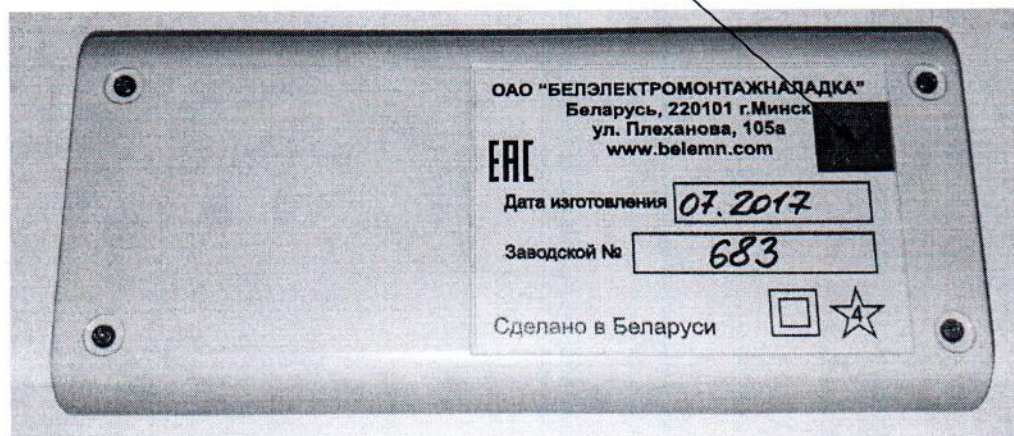 ОАО "БЕЛЭЛЕКТРОМОНТАЖНАЛАДКА"
Беларусь, 220101 г.Минск
ул. Плеханова, 105а
www.belemn.com
EAC
Дата изготовления 07.2017
Заводской № 683
Сделано в Беларуси 4